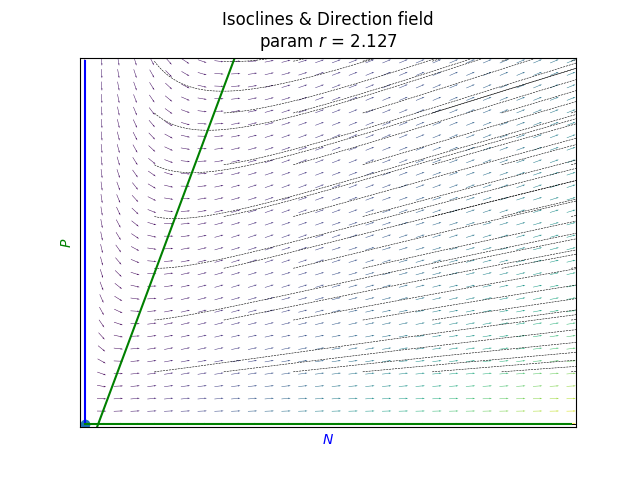 Isoclines & Direction field
param r = 2.127
P
N